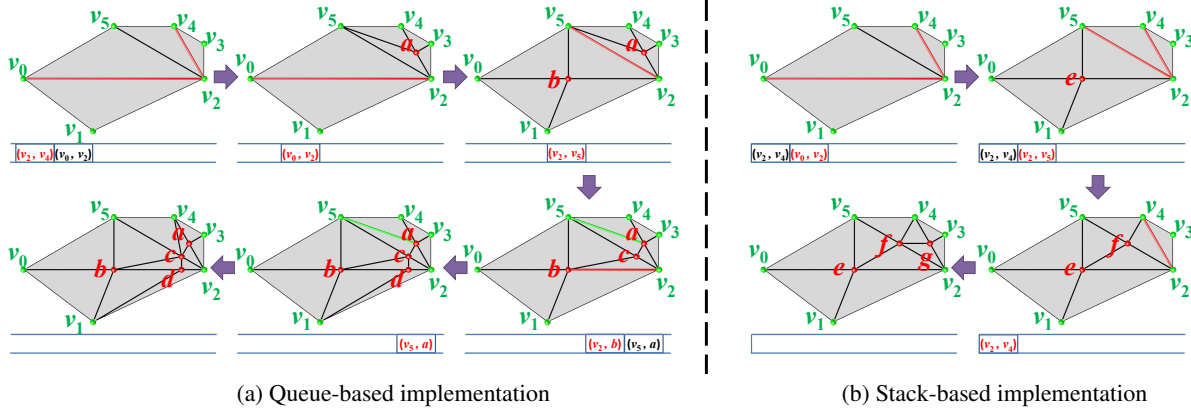 v5 v4 v3 v0 v2 v1
(v2, v4) (v0, v2)
v5 v4 a v3 v0 v2 v1
(v0, v2)
v5 v4 a v3 v0 b v2 v1
(v2, v5)
v5 v4 a v3 v0 b c v2 v1
(v2, b) (v5, a)
v5 v4 a v3 v0 b c d v2 v1
(v5, a)
v5 v4 a v3 v0 b c d v2 v1
(a) Queue-based implementation
v5 v4 v3 v0 v2 v1
(v2, v4) (v0, v2)
v5 v4 v3 v0 e v2 v1
(v2, v4) (v2, v5)
v5 v4 v3 f v0 e v2 v1
(v2, v4)
v5 v4 v3 f v0 e g v2 v1
(b) Stack-based implementation